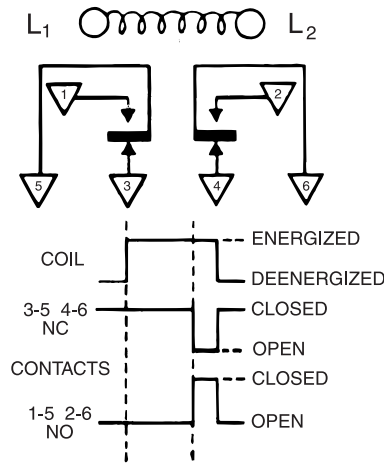 L1 L2
1 2
5 3 4 6
ENERGIZED
COIL
DEENERGIZED
3-5 4-6 CLOSED
NC
OPEN
CONTACTS CLOSED
1-5 2-6 OPEN
NO